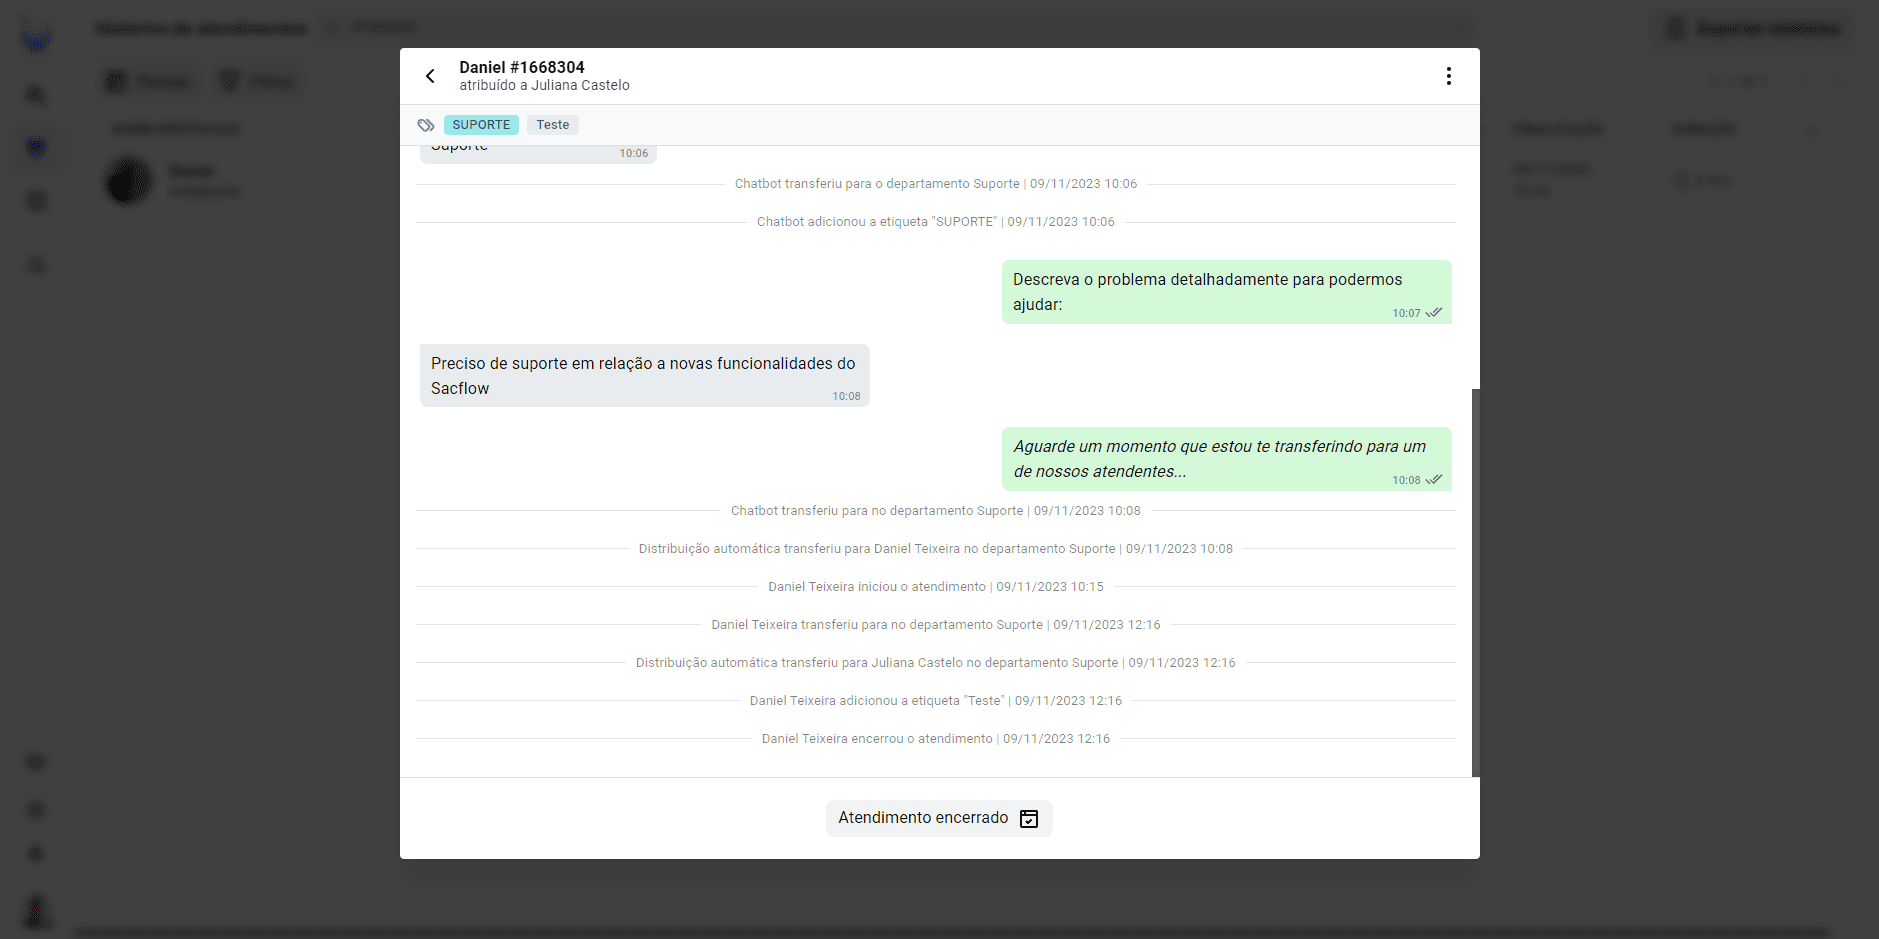 Daniel #1668304
atribuído a Juliana Castelo
SUPORTE
Teste
Suporte
10:06
Chatbot transferiu para o departamento Suporte | 09/11/2023 10:06
Chatbot adicionou a etiqueta "SUPORTE" | 09/11/2023 10:06
Descreva o problema detalhadamente para podermos
ajudar:
10:07
Preciso de suporte em relação a novas funcionalidades do
Sacflow
10:08
Aguarde um momento que estou te transferindo para um
de nossos atendentes...
10:08
Chatbot transferiu para no departamento Suporte | 09/11/2023 10:08
Distribuição automática transferiu para Daniel Teixeira no departamento Suporte | 09/11/2023 10:08
Daniel Teixeira iniciou o atendimento | 09/11/2023 10:15
Daniel Teixeira transferiu para no departamento Suporte | 09/11/2023 12:16
Distribuição automática transferiu para Juliana Castelo no departamento Suporte | 09/11/2023 12:16
Daniel Teixeira adicionou a etiqueta "Teste" | 09/11/2023 12:16
Daniel Teixeira encerrou o atendimento | 09/11/2023 12:16
Atendimento encerrado